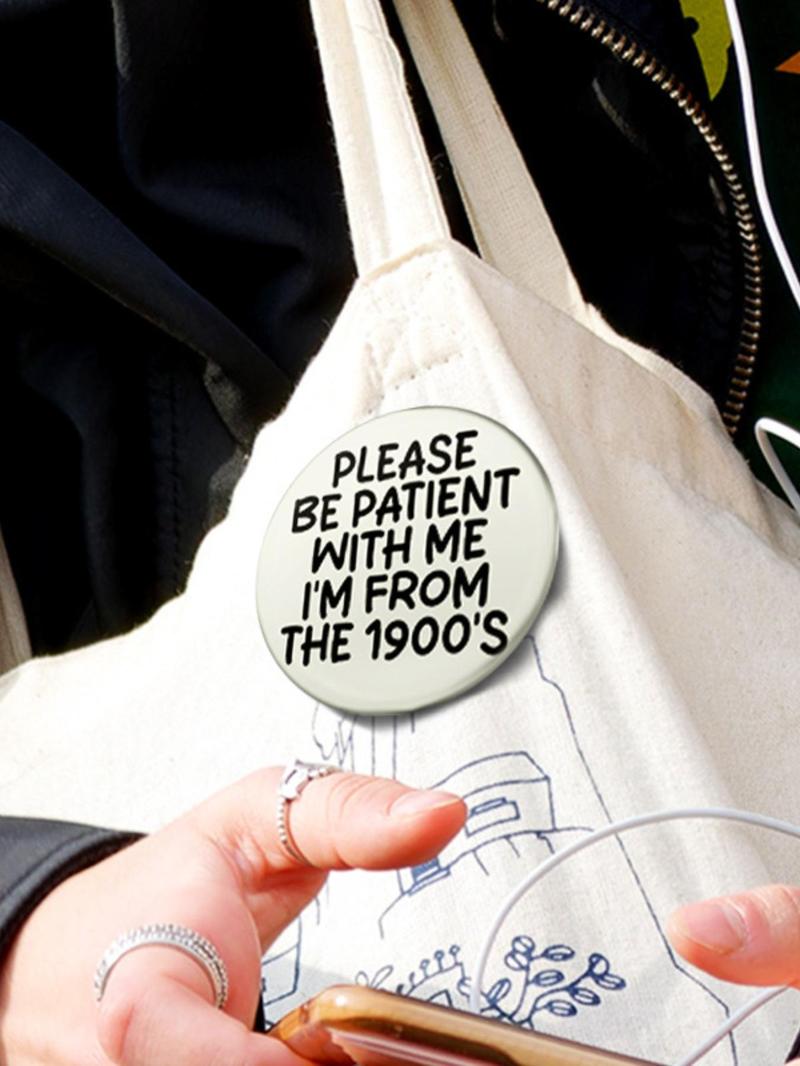 PLEASE
BE PATIENT
WITH ME
I'M FROM
THE 1900'S